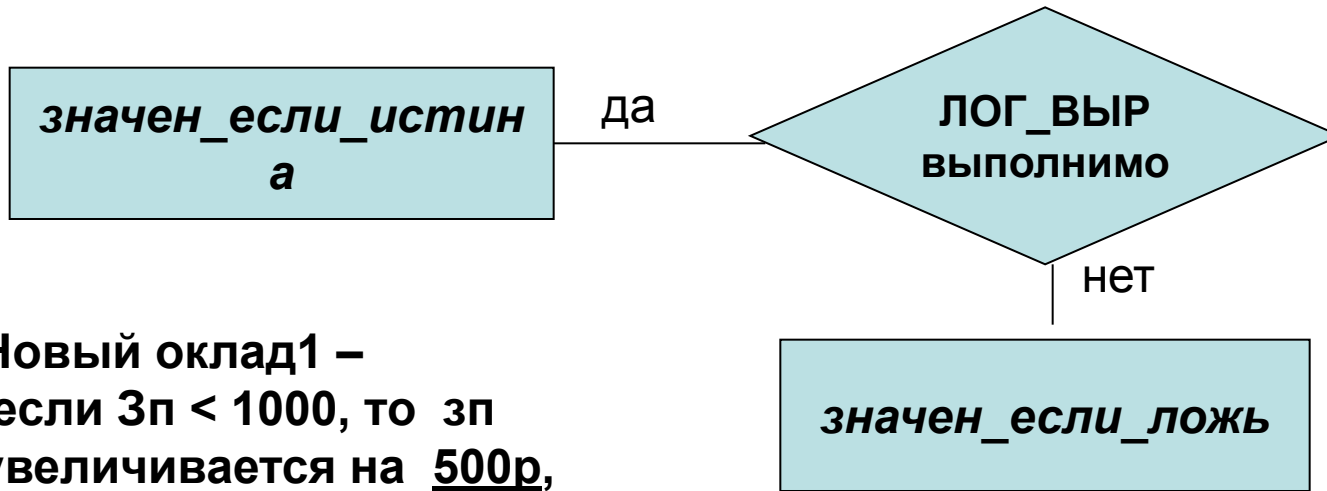 значен_если_истин
а
да
ЛОГ_ВЫР
выполнимо
нет
Новый оклад1 –
если Зп < 1000, то зп
увеличивается на 500р,
значен_если_ложь